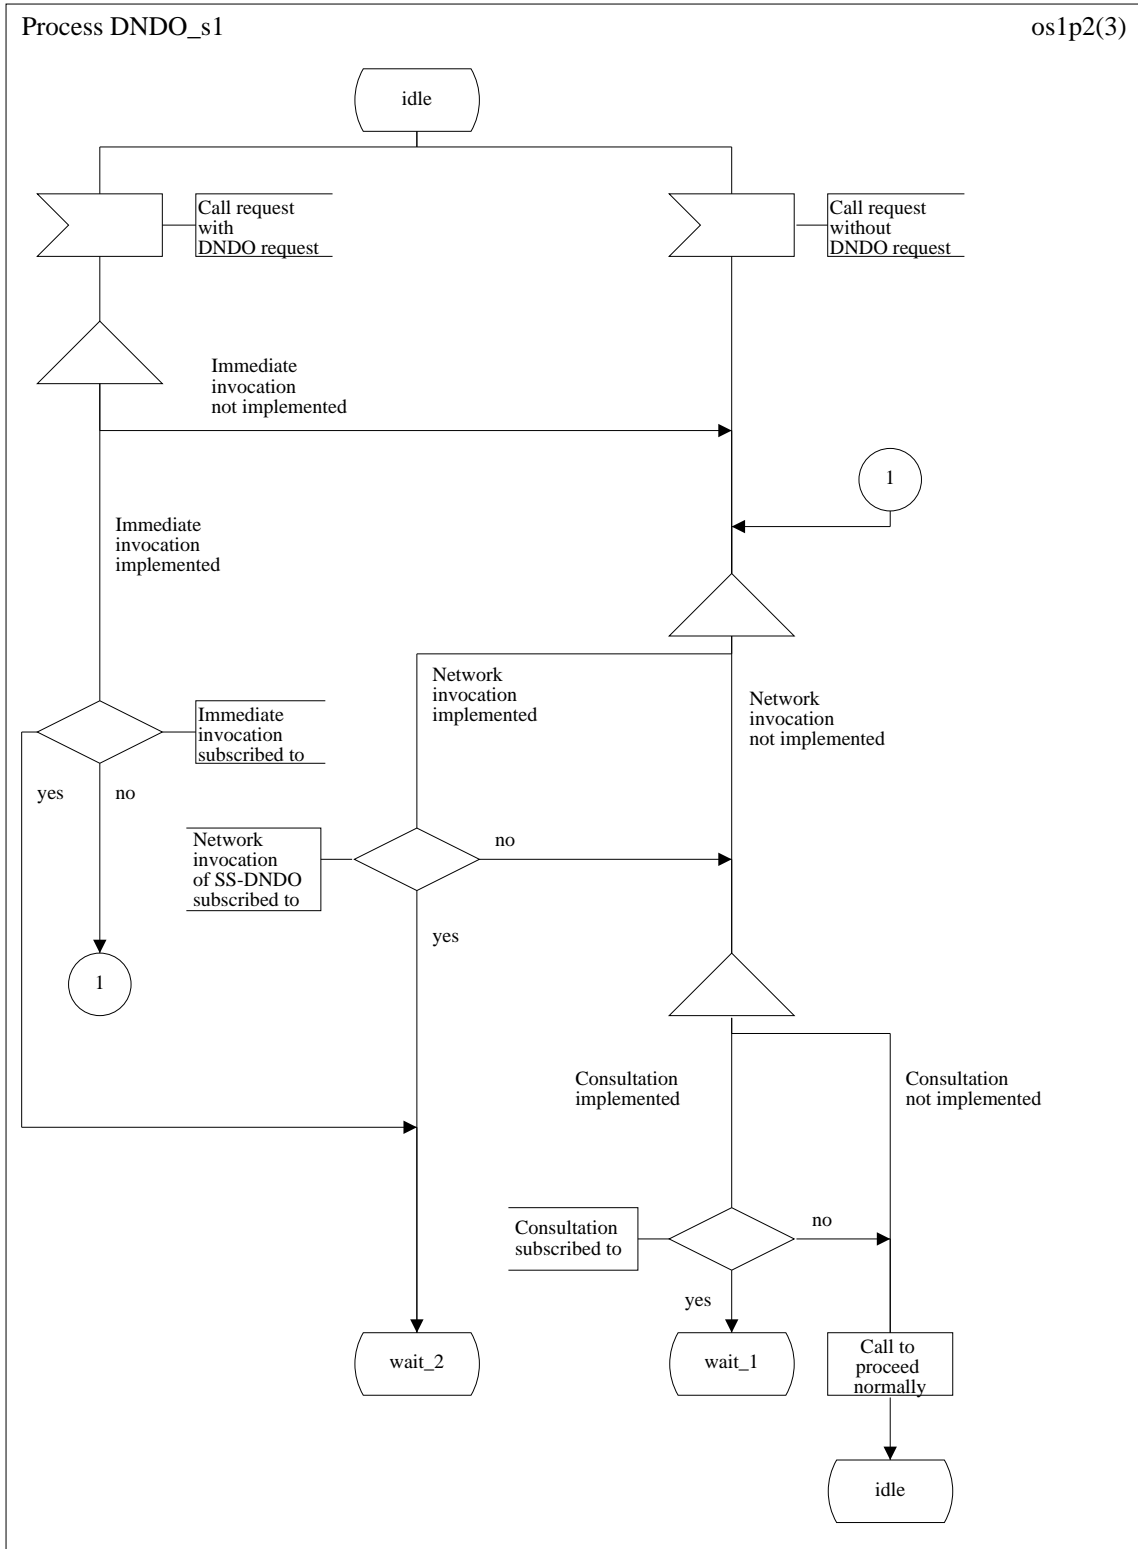 Process DNDO_s1
os1p2(3)
idle
Call request
with
DNDO request
Call request
without
DNDO request
Immediate
invocation
not implemented
1
Immediate
invocation
implemented
Network
invocation
implemented
Network
invocation
not implemented
Immediate
invocation
subscribed to
yes
no
Network
invocation
of SS-DNDO
subscribed to
no
yes
1
Consultation
implemented
Consultation
not implemented
Consultation
subscribed to
no
yes
wait_2
wait_1
Call to
proceed
normally
idle